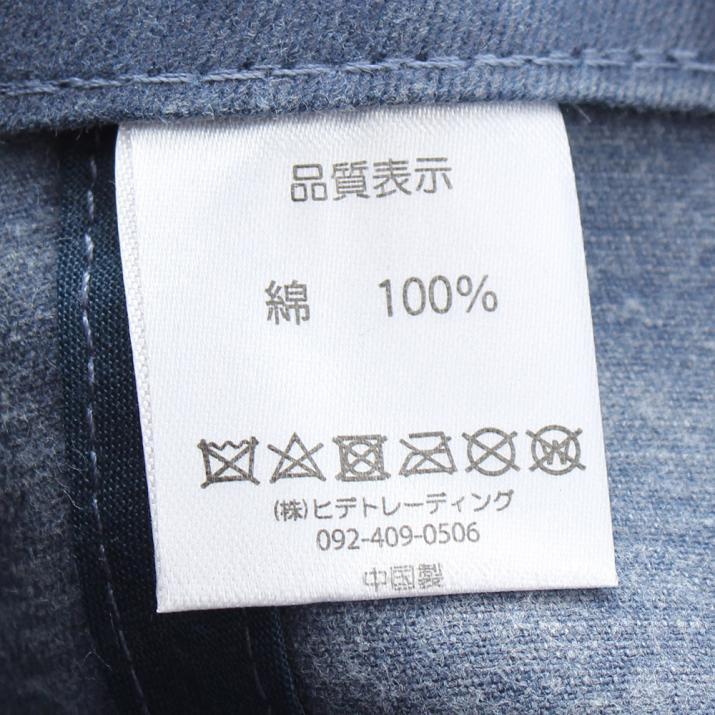 品質表示
綿 100%
W
(株)ヒデトレーディング
092-409-0506
中国製